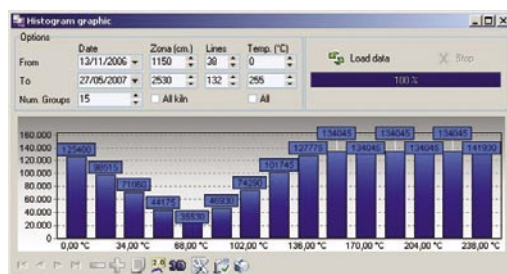 Histogram graphic
Options
Date Zona (cm.) Lines Temp. (°C)
From 13/11/2006 1150 38 0
To 27/05/2007 2530 132 255
Num. Groups 15 All kiln All
Load data Stop
100 %
160.000
140.000
120.000
100.000
80.000
60.000
40.000
20.000
0
125400
98515
71060
44175
35530
46930
74290
101745
127775
134045
134045
134045
134045
134045
134045
141930
0,00 °C 34,00 °C 68,00 °C 102,00 °C 136,00 °C 170,00 °C 204,00 °C 238,00 °C
3D